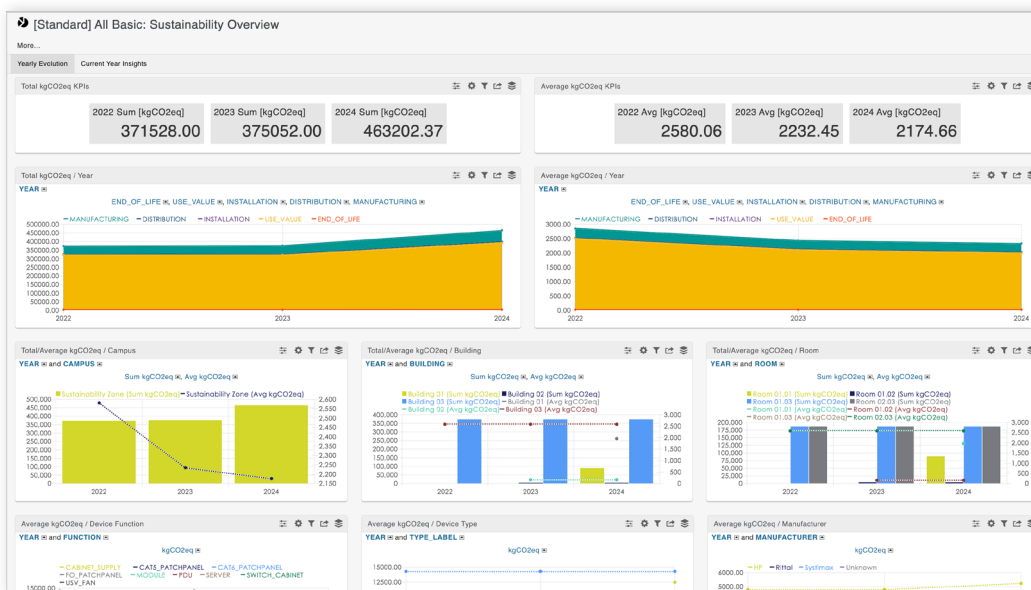 [Standard] All Basic: Sustainability Overview
More...
Yearly Evolution Current Year Insights
Total kgCO2eq KPIs
2022 Sum [kgCO2eq] 2023 Sum [kgCO2eq] 2024 Sum [kgCO2eq]
371528.00 375052.00 463202.37
Average kgCO2eq KPIs
2022 Avg [kgCO2eq] 2023 Avg [kgCO2eq] 2024 Avg [kgCO2eq]
2580.06 2232.45 2174.66
Total kgCO2eq / Year
YEAR
END_OF_LIFE, USE_VALUE, INSTALLATION, DISTRIBUTION, MANUFACTURING
MANUFACTURING DISTRIBUTION INSTALLATION USE_VALUE END_OF_LIFE
500000.00
450000.00
400000.00
350000.00
300000.00
250000.00
200000.00
150000.00
100000.00
50000.00
0.00
2022 2023 2024
Average kgCO2eq / Year
YEAR
END_OF_LIFE, USE_VALUE, INSTALLATION, DISTRIBUTION, MANUFACTURING
MANUFACTURING DISTRIBUTION INSTALLATION USE_VALUE END_OF_LIFE
3000.00
2500.00
2000.00
1500.00
1000.00
500.00
0.00
2022 2023 2024
Total/Average kgCO2eq / Campus
YEAR and CAMPUS
Sum kgCO2eq, Avg kgCO2eq
Sustainability Zone (Sum kgCO2eq) Sustainability Zone (Avg kgCO2eq)
500,000
450,000
400,000
350,000
300,000
250,000
200,000
150,000
100,000
50,000
0
2,600
2,550
2,500
2,450
2,400
2,350
2,300
2,250
2,200
2,150
2022 2023 2024
Total/Average kgCO2eq / Building
YEAR and BUILDING
Sum kgCO2eq, Avg kgCO2eq
Building 01 (Sum kgCO2eq) Building 02 (Sum kgCO2eq)
Building 03 (Sum kgCO2eq) Building 01 (Avg kgCO2eq)
Building 02 (Avg kgCO2eq) Building 03 (Avg kgCO2eq)
400,000
350,000
300,000
250,000
200,000
150,000
100,000
50,000
0
3,000
2,500
2,000
1,500
1,000
500
0
2022 2023 2024
Total/Average kgCO2eq / Room
YEAR and ROOM
Sum kgCO2eq, Avg kgCO2eq
Room 01.01 (Sum kgCO2eq) Room 01.02 (Sum kgCO2eq)
Room 01.03 (Sum kgCO2eq) Room 02.03 (Sum kgCO2eq)
Room 01.01 (Avg kgCO2eq) Room 01.02 (Avg kgCO2eq)
Room 01.03 (Avg kgCO2eq) Room 02.03 (Avg kgCO2eq)
200,000
175,000
150,000
125,000
100,000
75,000
50,000
25,000
0
3,000
2,500
2,000
1,500
1,000
500
0
2022 2023 2024
Average kgCO2eq / Device Function
YEAR and FUNCTION
kgCO2eq
CABINET_SUPPLY CAT5_PATCHPANEL CAT6_PATCHPANEL
FO_PATCHPANEL MODULE PDU SERVER SWITCH_CABINET
USV_FAN
15000.00
Average kgCO2eq / Device Type
YEAR and TYPE_LABEL
kgCO2eq
15000.00
12500.00
Average kgCO2eq / Manufacturer
YEAR and MANUFACTURER
kgCO2eq
HP Rittal Systimax Unknown
6000.00
5000.00